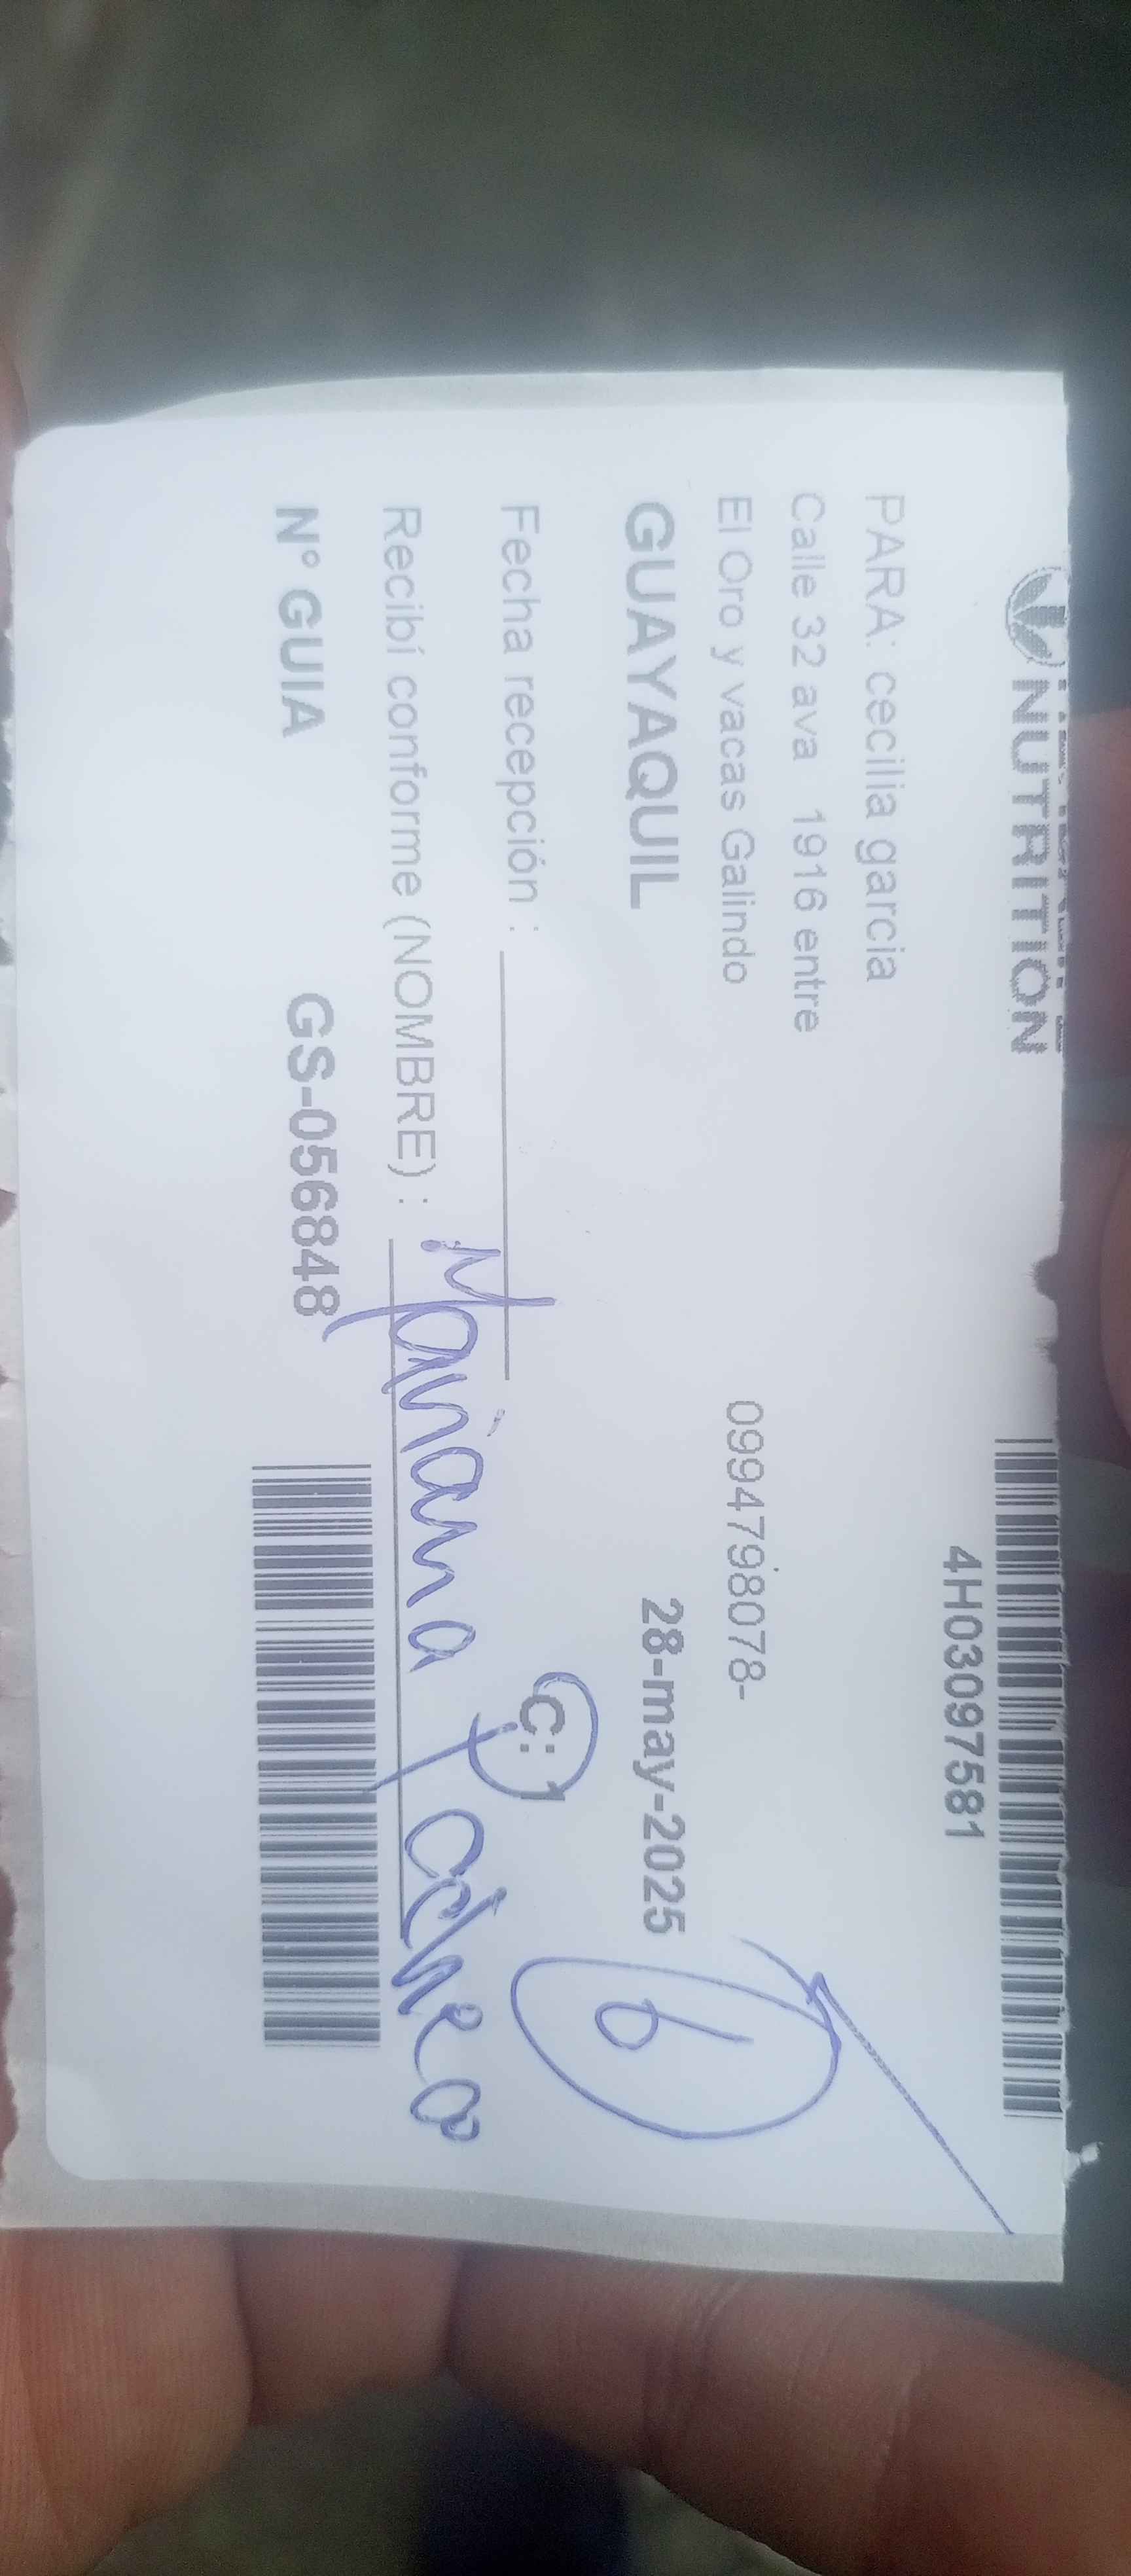 NUTRITION
4H03097581
PARA: cecilia garcia
Calle 32 ava 1916 entre
El Oro y vacas Galindo
0994798078-
GUAYAQUIL
28-may-2025
6
Fecha recepción :
C: 1
Recibí conforme (NOMBRE) : Mariana
N° GUIA
GS-056848